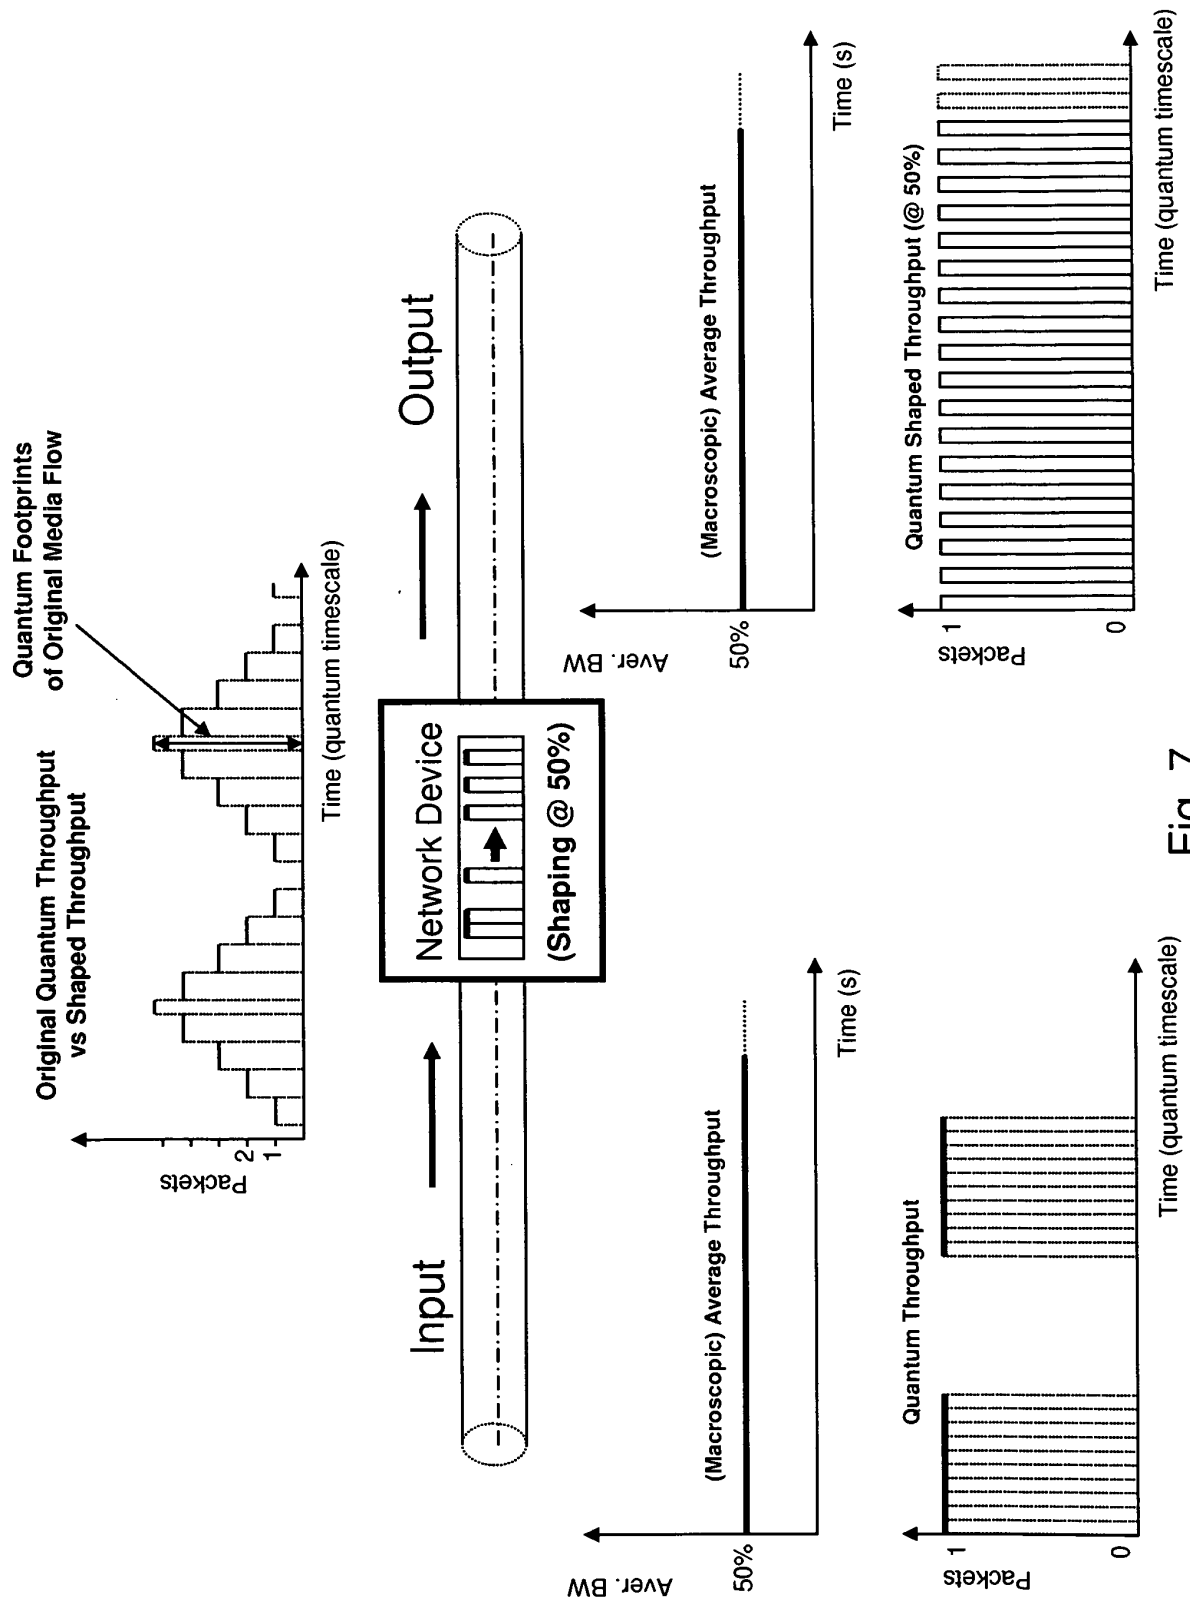 Original Quantum Throughput
vs Shaped Throughput
Quantum Footprints
of Original Media Flow
Packets
2
1
Time (quantum timescale)
Input
Network Device
(Shaping @ 50%)
Output
Aver. BW
50%
(Macroscopic) Average Throughput
Time (s)
Aver. BW
50%
(Macroscopic) Average Throughput
Time (s)
Quantum Throughput
Packets
1
0
Time (quantum timescale)
Quantum Shaped Throughput (@ 50%)
Packets
1
0
Time (quantum timescale)
Fig. 7